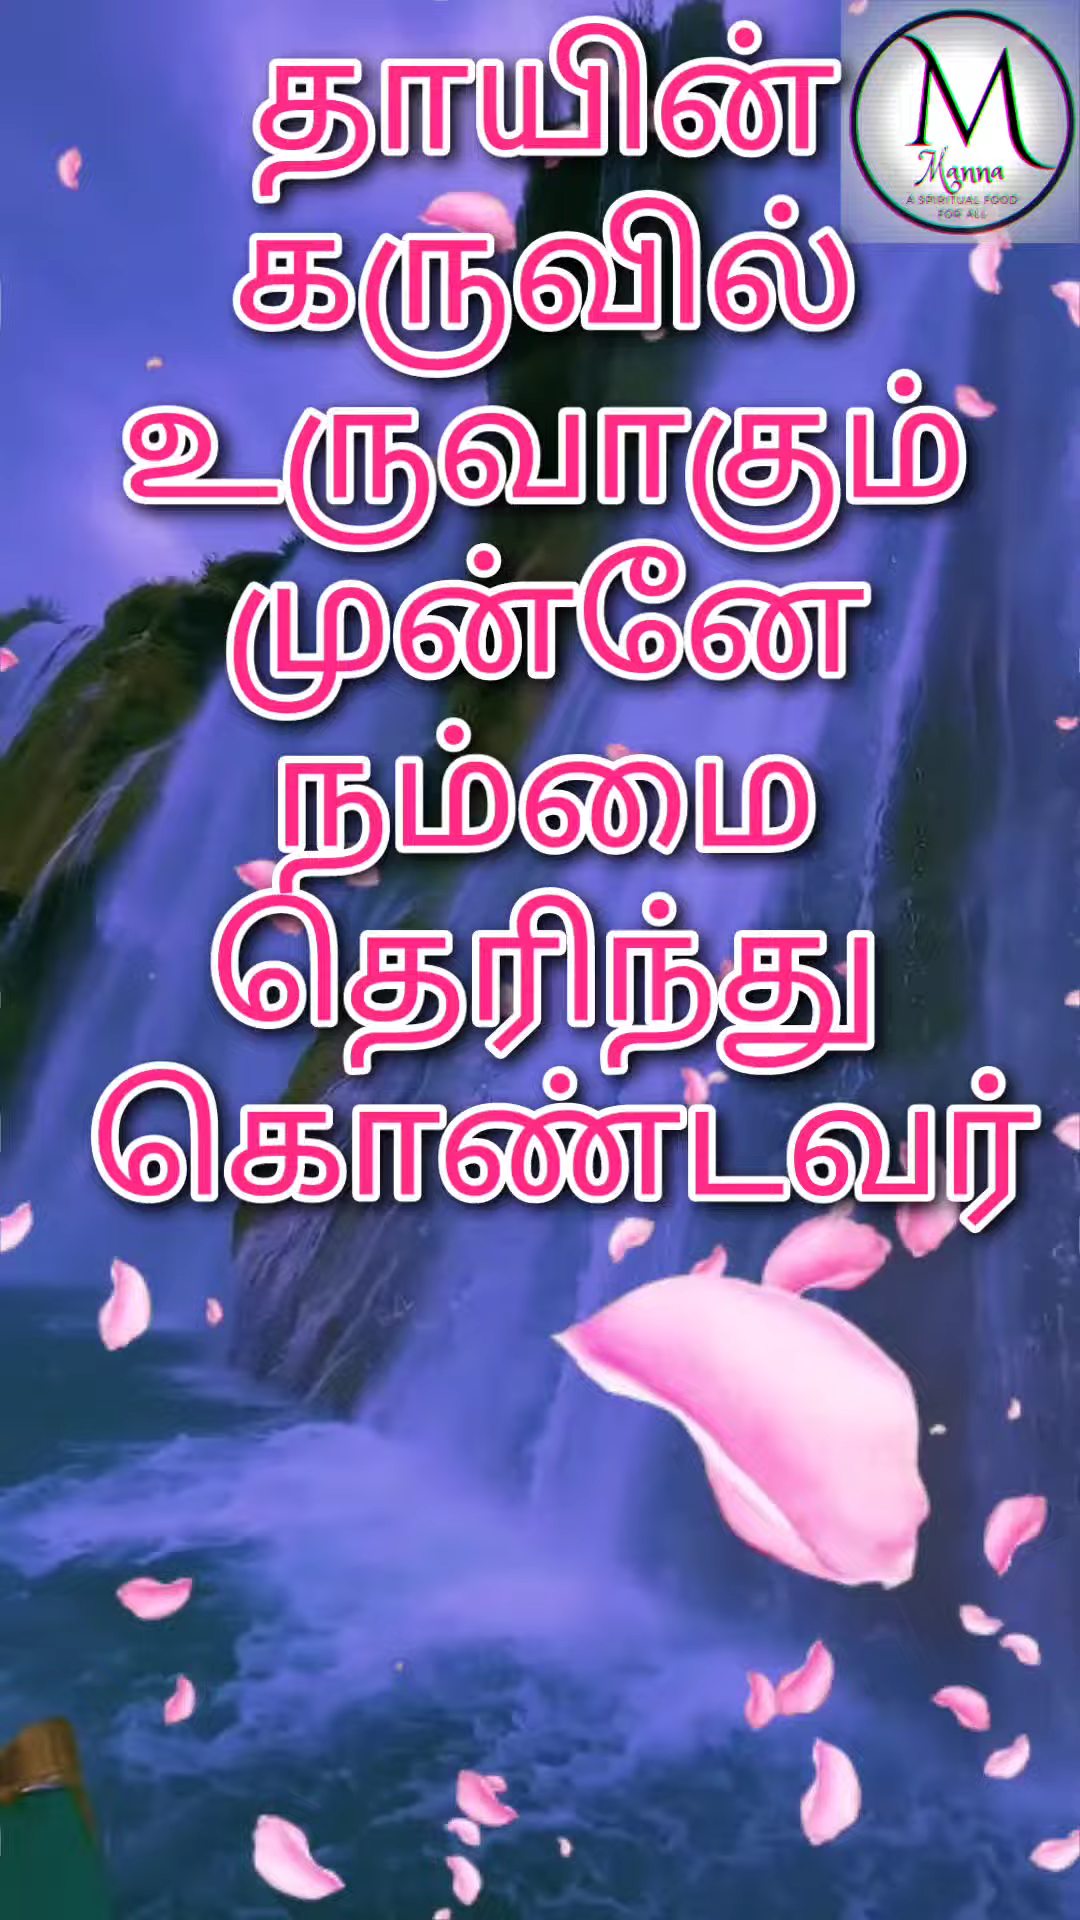 தாயின்
கருவில்
உருவாகும்
முன்னே
நம்மை
தெரிந்து
கொண்டவர்
M
Manna
A SPIRITUAL FOOD
FOR ALL